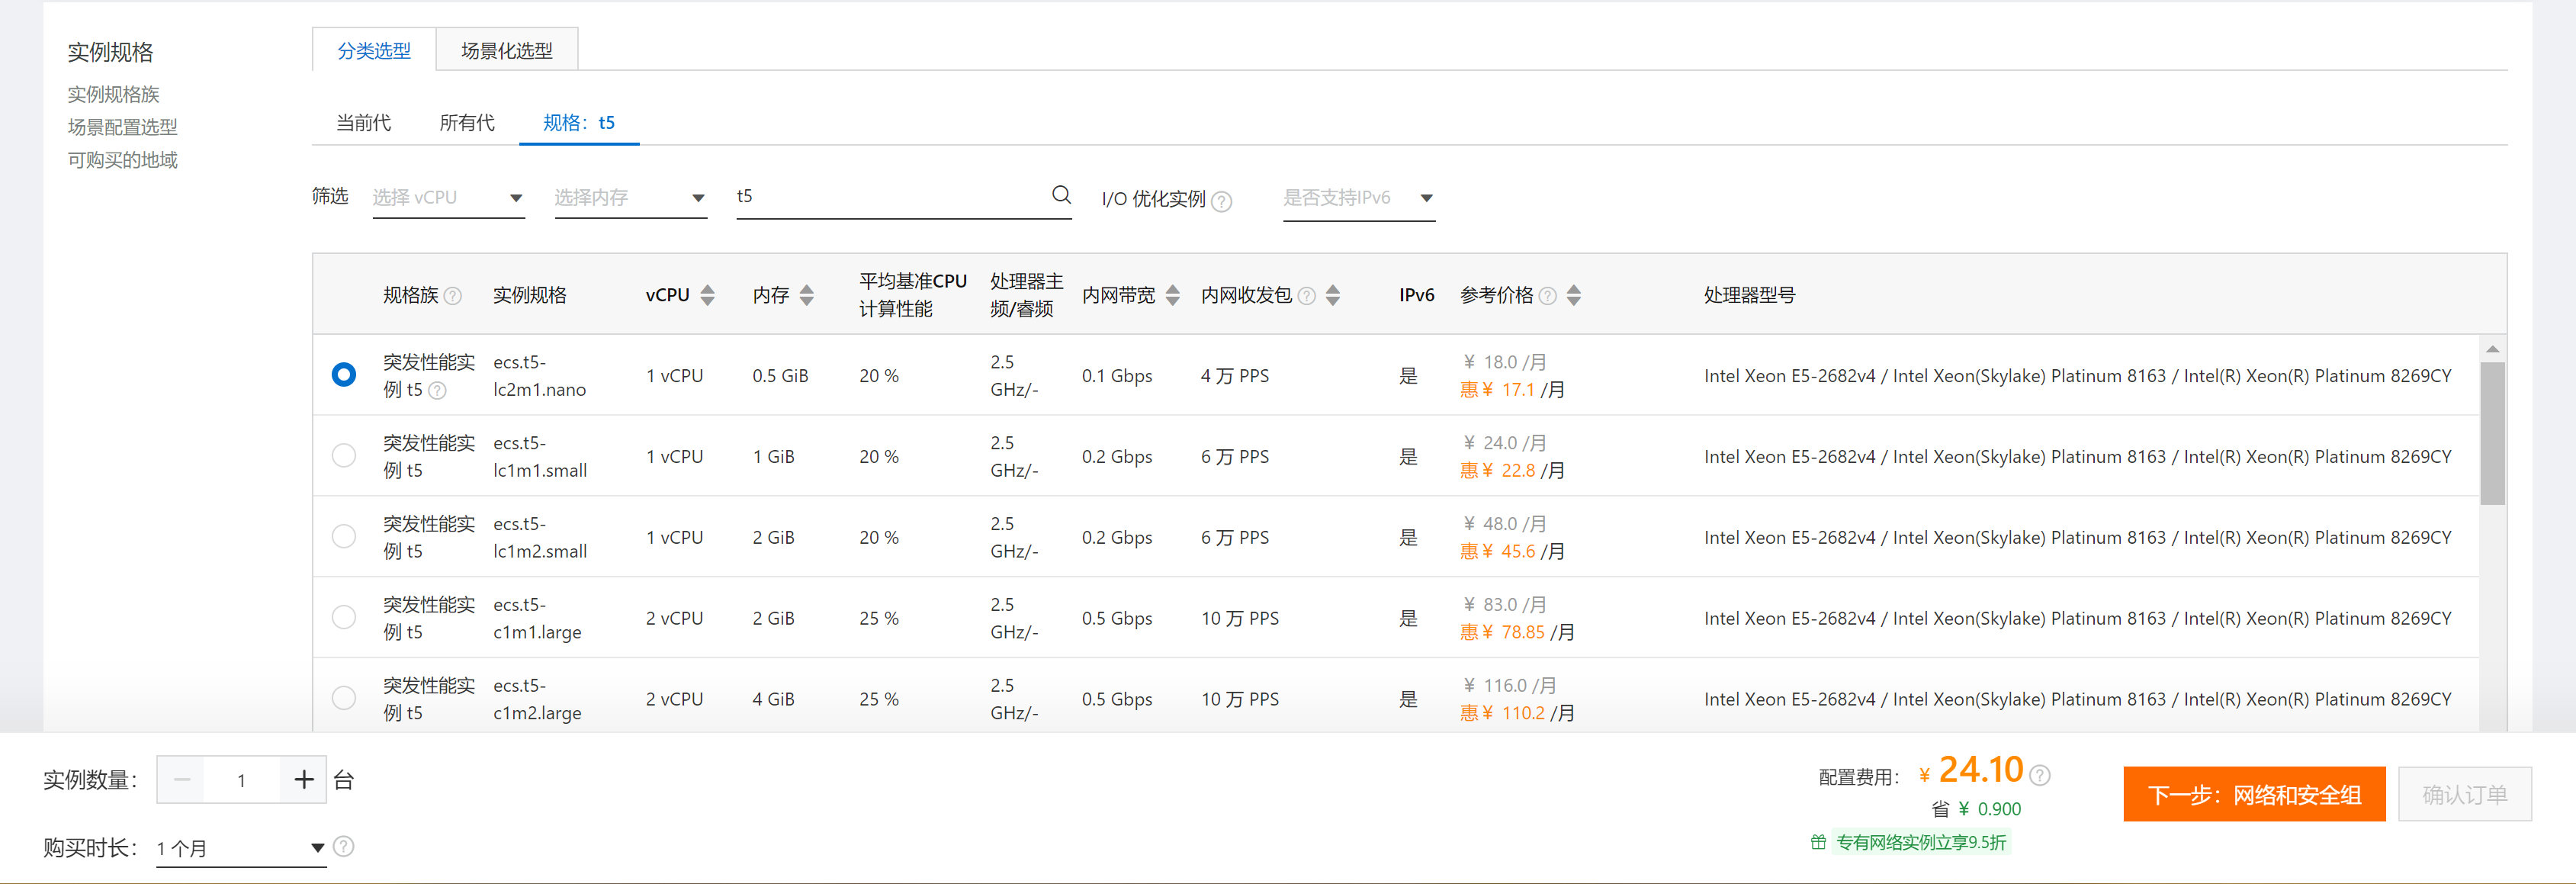 实例规格
实例规格族
场景配置选型
可购买的地域
分类选型 场景化选型
当前代 所有代 规格：t5
筛选 选择 vCPU 选择内存 t5 I/O 优化实例 ? 是否支持IPv6
规格族 ? 实例规格 vCPU 内存 平均基准CPU计算性能 处理器主频/睿频 内网带宽 内网收发包 ? IPv6 参考价格 ? 处理器型号
突发性能实例 t5 ? ecs.t5-lc2m1.nano 1 vCPU 0.5 GiB 20 % 2.5 GHz/- 0.1 Gbps 4 万 PPS 是 ¥ 18.0 /月 惠¥ 17.1 /月 Intel Xeon E5-2682v4 / Intel Xeon(Skylake) Platinum 8163 / Intel(R) Xeon(R) Platinum 8269CY
突发性能实例 t5 ecs.t5-lc1m1.small 1 vCPU 1 GiB 20 % 2.5 GHz/- 0.2 Gbps 6 万 PPS 是 ¥ 24.0 /月 惠¥ 22.8 /月 Intel Xeon E5-2682v4 / Intel Xeon(Skylake) Platinum 8163 / Intel(R) Xeon(R) Platinum 8269CY
突发性能实例 t5 ecs.t5-lc1m2.small 1 vCPU 2 GiB 20 % 2.5 GHz/- 0.2 Gbps 6 万 PPS 是 ¥ 48.0 /月 惠¥ 45.6 /月 Intel Xeon E5-2682v4 / Intel Xeon(Skylake) Platinum 8163 / Intel(R) Xeon(R) Platinum 8269CY
突发性能实例 t5 ecs.t5-c1m1.large 2 vCPU 2 GiB 25 % 2.5 GHz/- 0.5 Gbps 10 万 PPS 是 ¥ 83.0 /月 惠¥ 78.85 /月 Intel Xeon E5-2682v4 / Intel Xeon(Skylake) Platinum 8163 / Intel(R) Xeon(R) Platinum 8269CY
突发性能实例 t5 ecs.t5-c1m2.large 2 vCPU 4 GiB 25 % 2.5 GHz/- 0.5 Gbps 10 万 PPS 是 ¥ 116.0 /月 惠¥ 110.2 /月 Intel Xeon E5-2682v4 / Intel Xeon(Skylake) Platinum 8163 / Intel(R) Xeon(R) Platinum 8269CY
实例数量： − 1 + 台
购买时长： 1 个月 ?
配置费用： ¥ 24.10 ?
省 ¥ 0.900
专有网络实例立享9.5折
下一步：网络和安全组 确认订单